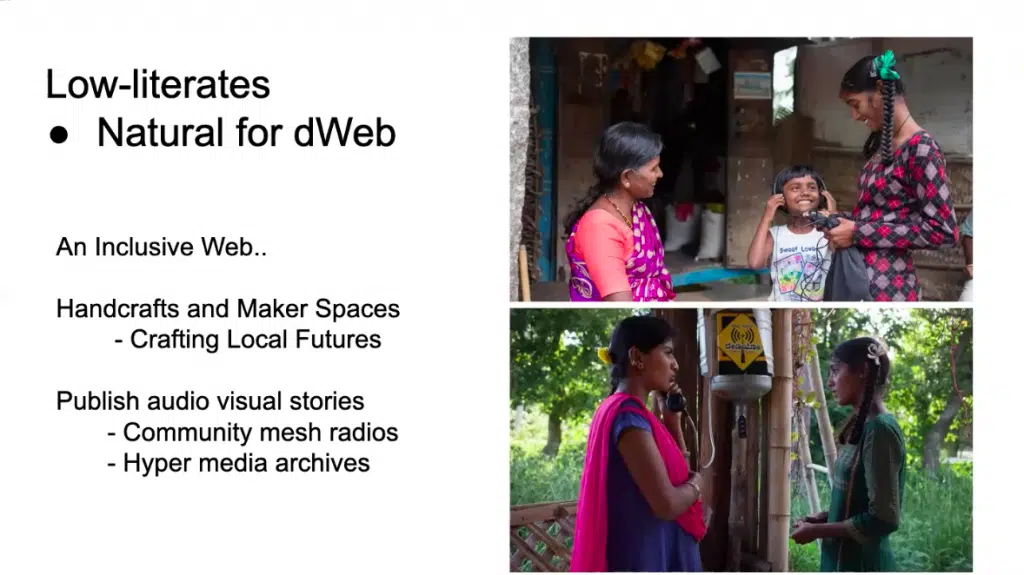 Low-literates
● Natural for dWeb
An Inclusive Web..
Handcrafts and Maker Spaces
- Crafting Local Futures
Publish audio visual stories
- Community mesh radios
- Hyper media archives